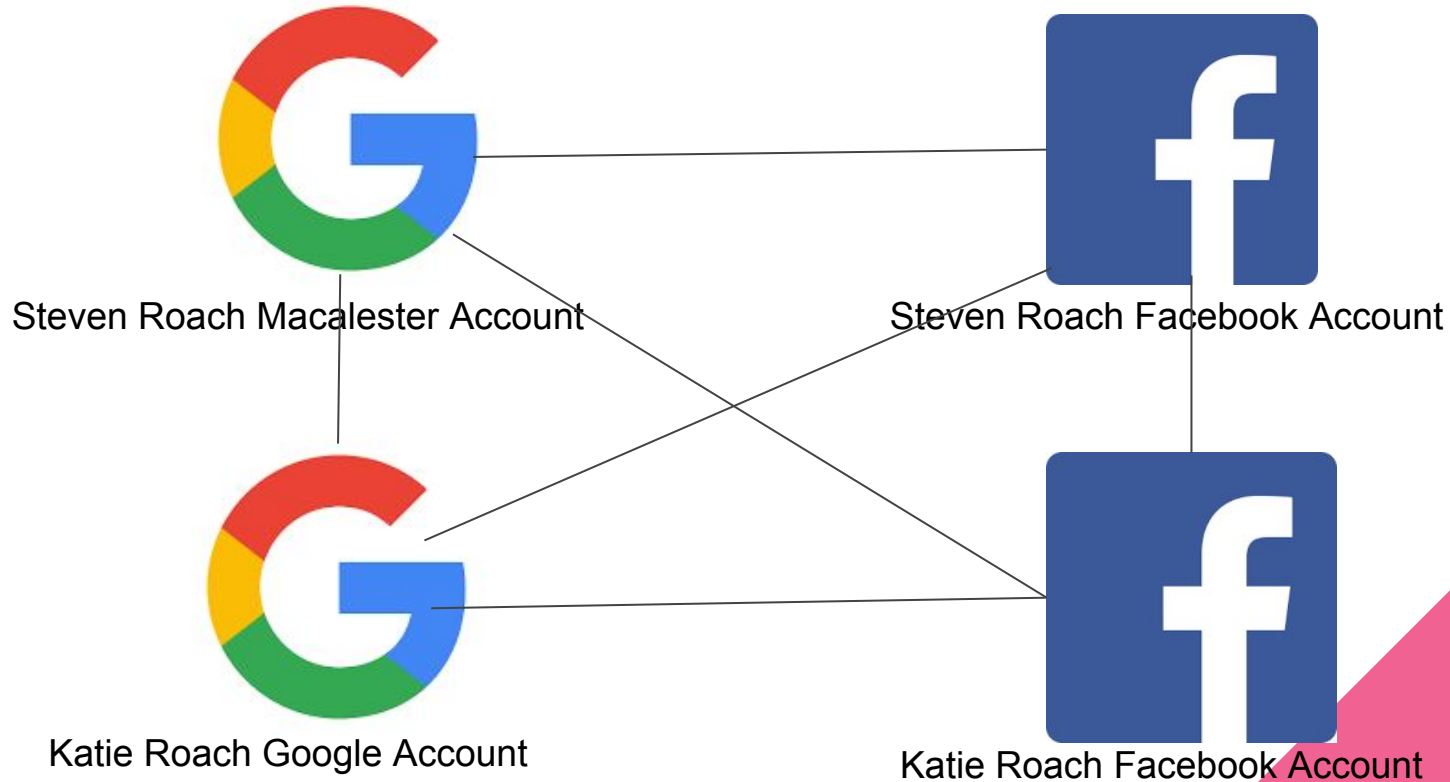 Steven Roach Macalester Account
Steven Roach Facebook Account
Katie Roach Google Account
Katie Roach Facebook Account